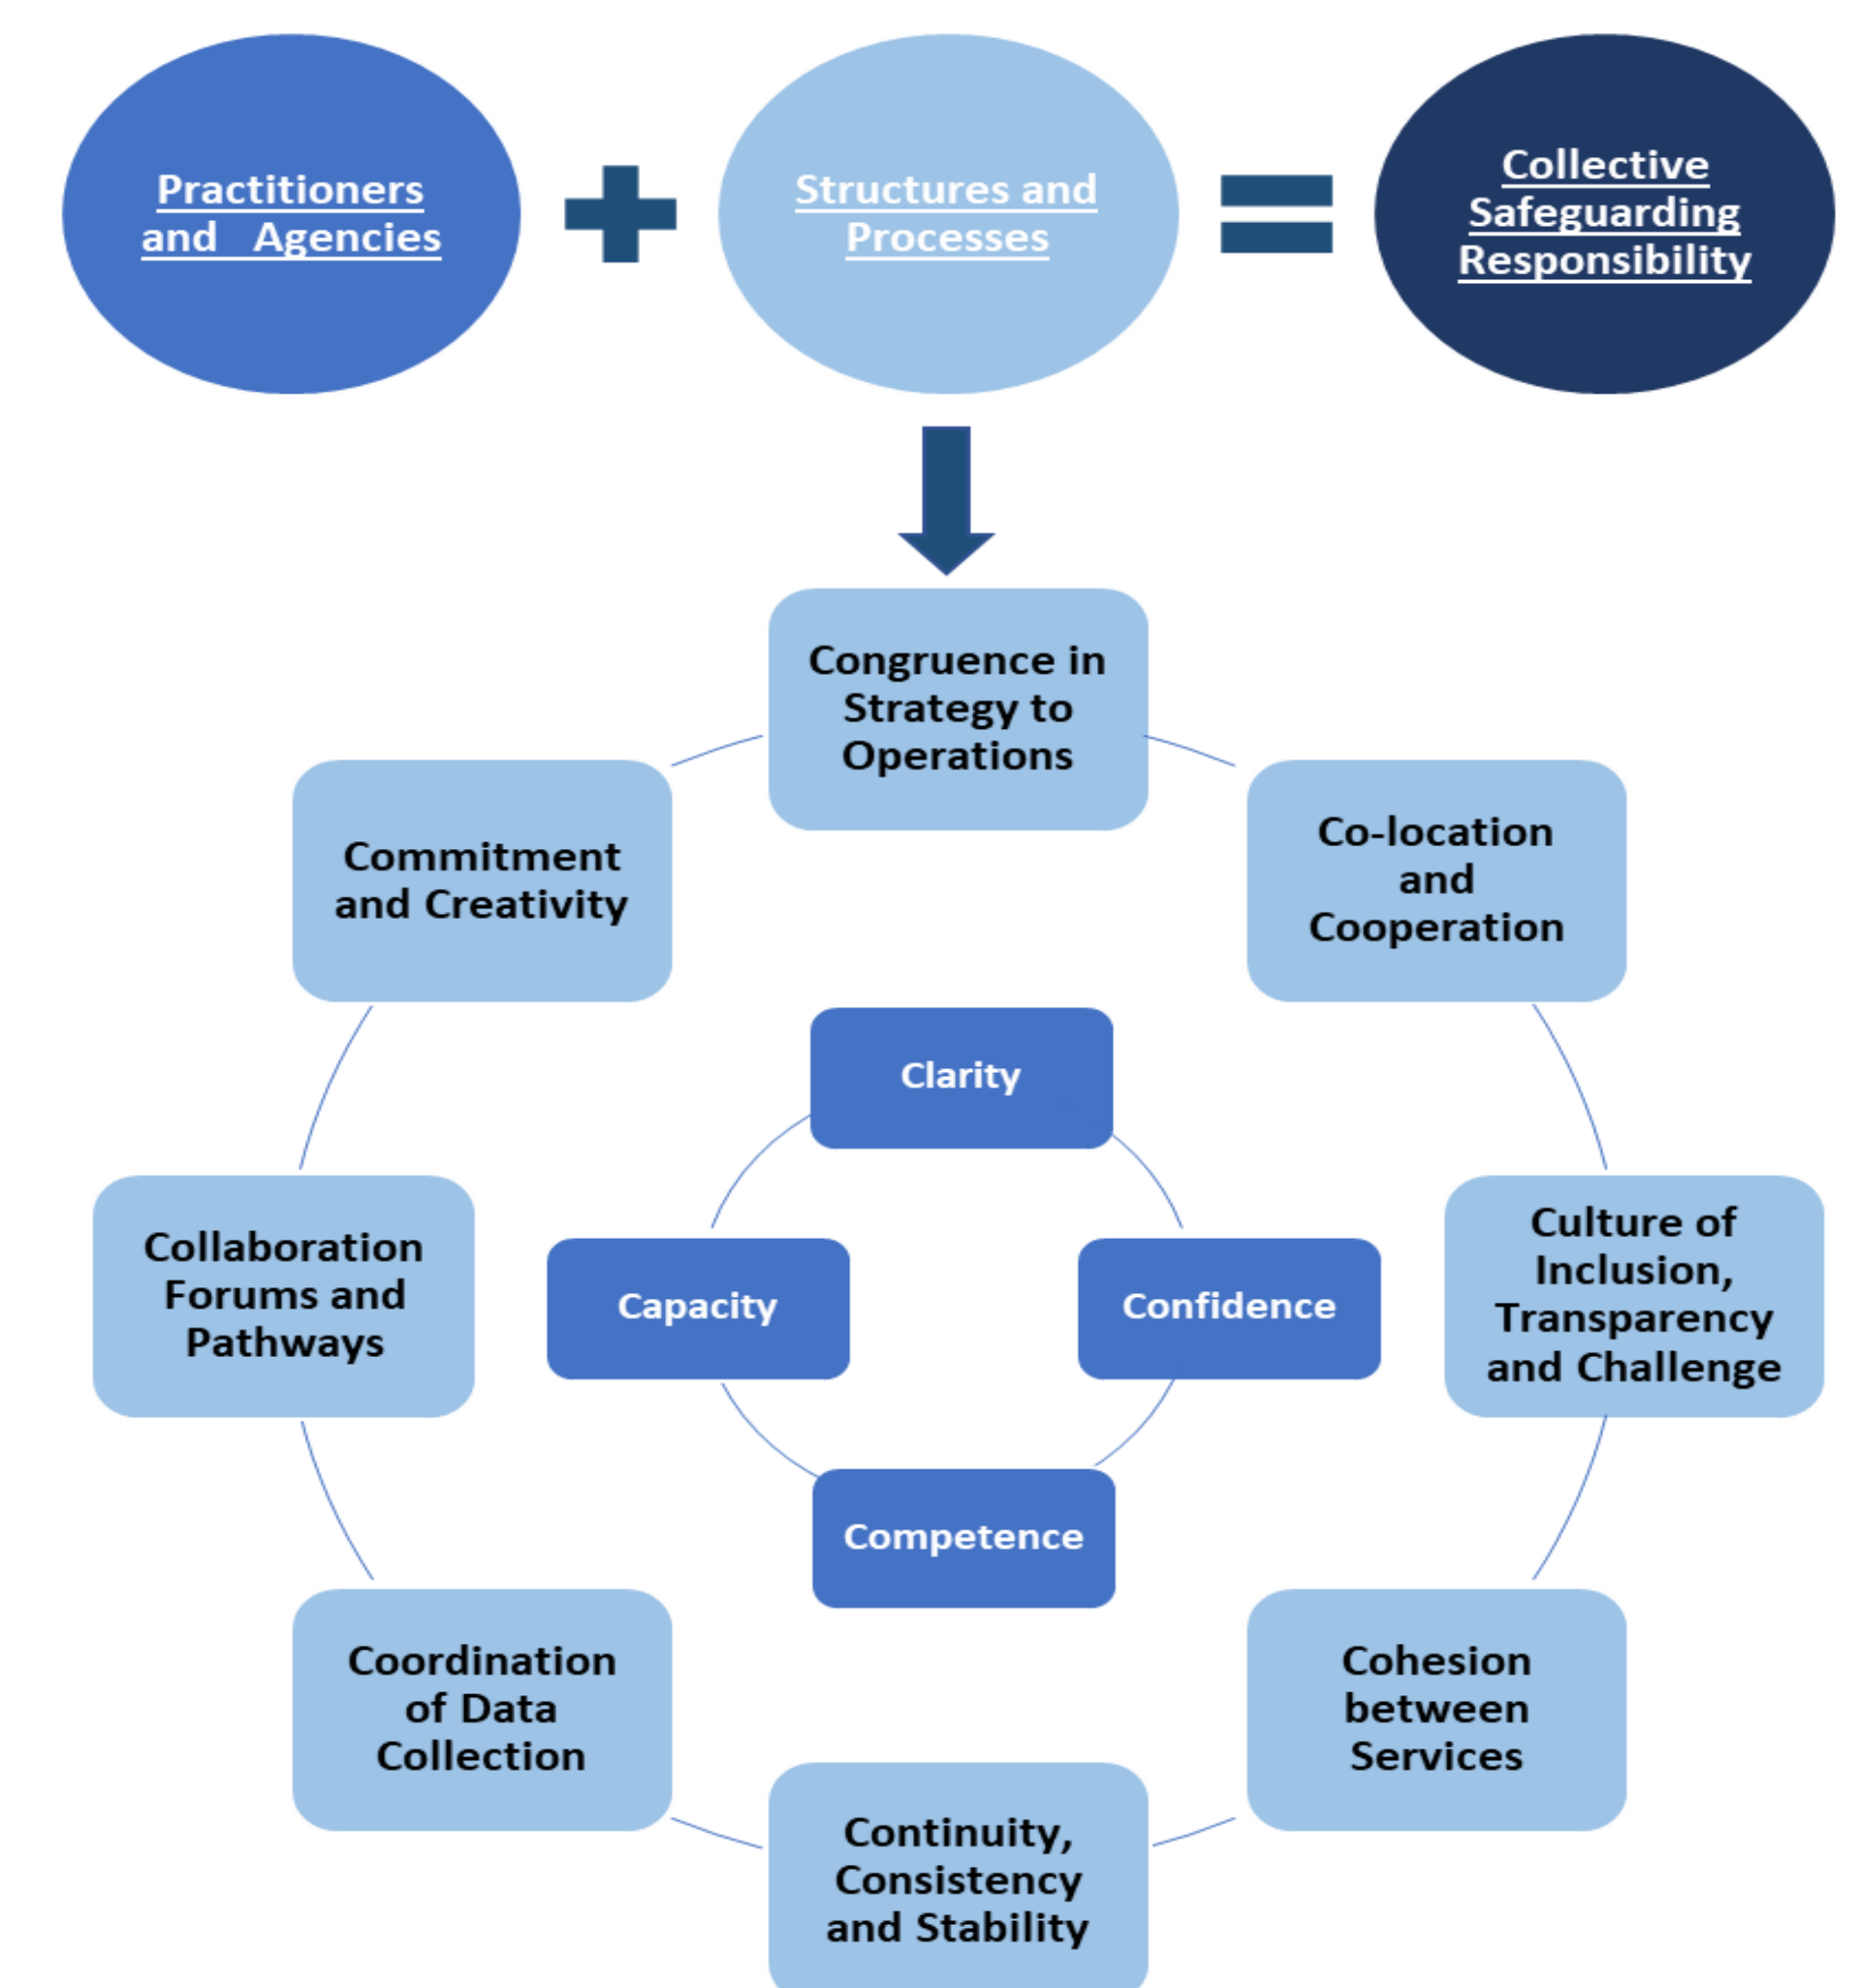 Practitioners
and Agencies
Structures and
Processes
Collective
Safeguarding
Responsibility
Congruence in
Strategy to
Operations
Commitment
and Creativity
Co-location
and
Cooperation
Clarity
Collaboration
Forums and
Pathways
Capacity
Confidence
Culture of
Inclusion,
Transparency
and Challenge
Competence
Coordination
of Data
Collection
Cohesion
between
Services
Continuity,
Consistency
and Stability